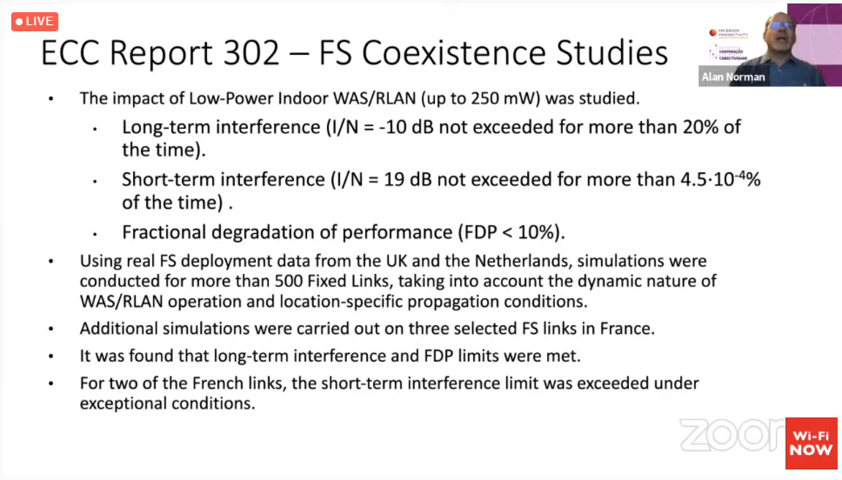 LIVE
ECC Report 302 – FS Coexistence Studies
Alan Norman
• The impact of Low-Power Indoor WAS/RLAN (up to 250 mW) was studied.
• Long-term interference (I/N = -10 dB not exceeded for more than 20% of
the time).
• Short-term interference (I/N = 19 dB not exceeded for more than 4.5·10⁻⁴%
of the time) .
• Fractional degradation of performance (FDP < 10%).
• Using real FS deployment data from the UK and the Netherlands, simulations were
conducted for more than 500 Fixed Links, taking into account the dynamic nature of
WAS/RLAN operation and location-specific propagation conditions.
• Additional simulations were carried out on three selected FS links in France.
• It was found that long-term interference and FDP limits were met.
• For two of the French links, the short-term interference limit was exceeded under
exceptional conditions.
zoom
Wi-Fi
NOW